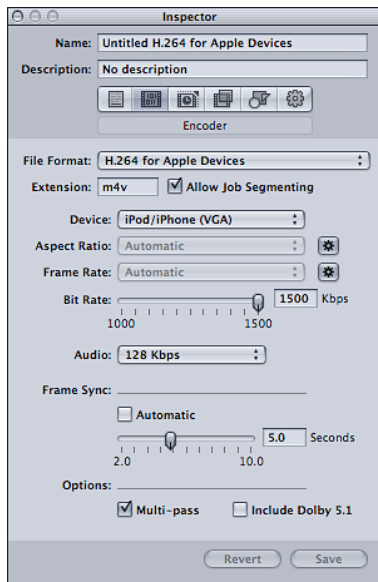 Inspector
Name: Untitled H.264 for Apple Devices
Description: No description
Encoder
File Format: H.264 for Apple Devices
Extension: m4v Allow Job Segmenting
Device: iPod/iPhone (VGA)
Aspect Ratio: Automatic
Frame Rate: Automatic
Bit Rate: 1500 Kbps
1000 1500
Audio: 128 Kbps
Frame Sync:
Automatic
5.0 Seconds
2.0 10.0
Options:
Multi-pass Include Dolby 5.1
Revert Save